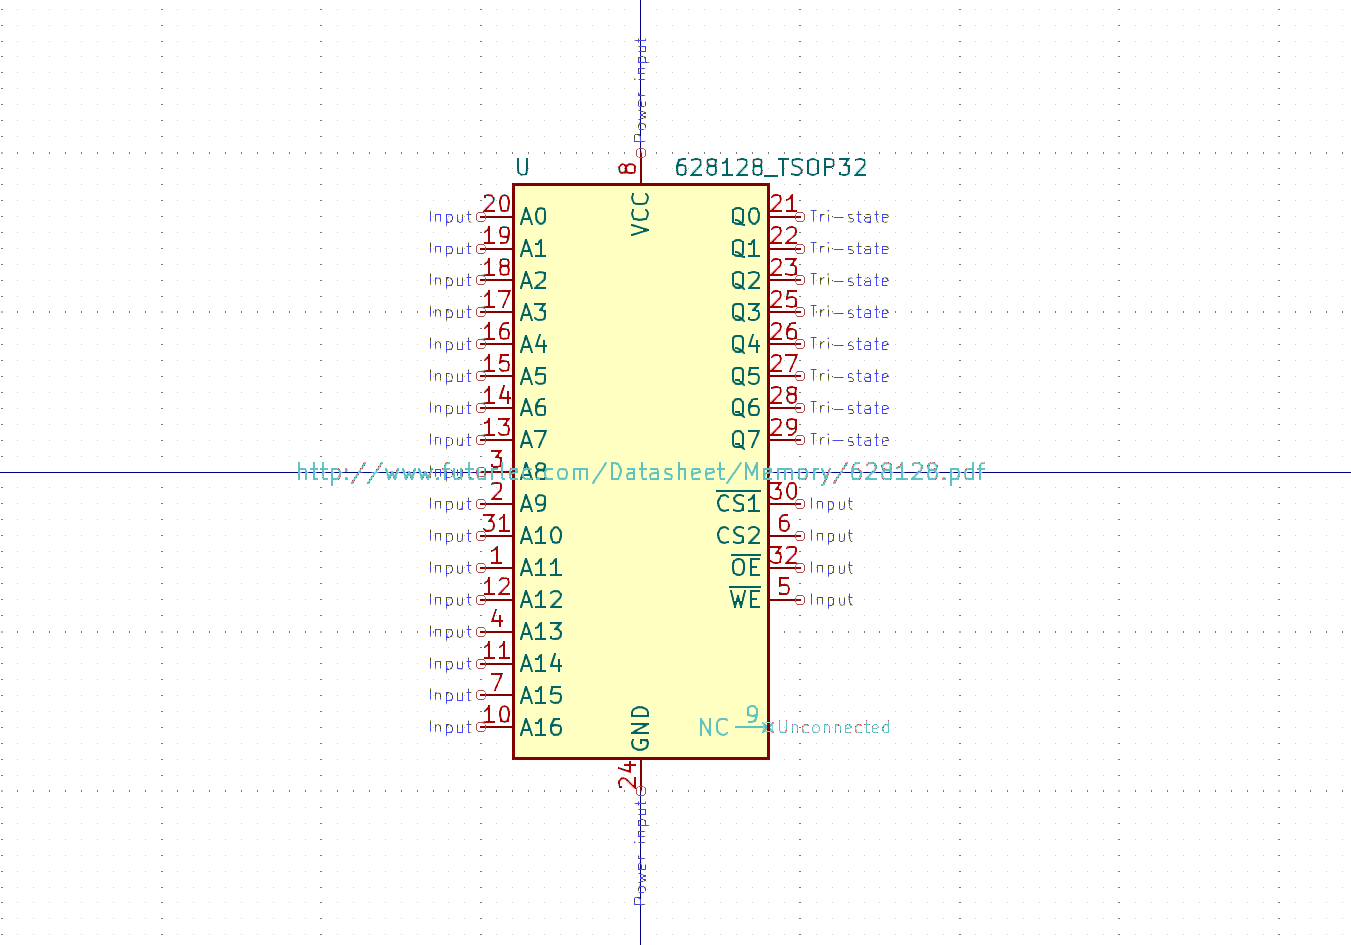 Power input
U 8 628128_TSOP32
VCC
Input 20 A0 Q0 21 Tri-state
Input 19 A1 Q1 22 Tri-state
Input 18 A2 Q2 23 Tri-state
Input 17 A3 Q3 25 Tri-state
Input 16 A4 Q4 26 Tri-state
Input 15 A5 Q5 27 Tri-state
Input 14 A6 Q6 28 Tri-state
Input 13 A7 Q7 29 Tri-state
Input 3 A8
http://www.futurlec.com/Datasheet/Memory/628128.pdf
Input 2 A9 CS1 30 Input
Input 31 A10 CS2 6 Input
Input 1 A11 OE 32 Input
Input 12 A12 WE 5 Input
Input 4 A13
Input 11 A14
Input 7 A15
Input 10 A16 GND NC 9 Unconnected
24
Power input